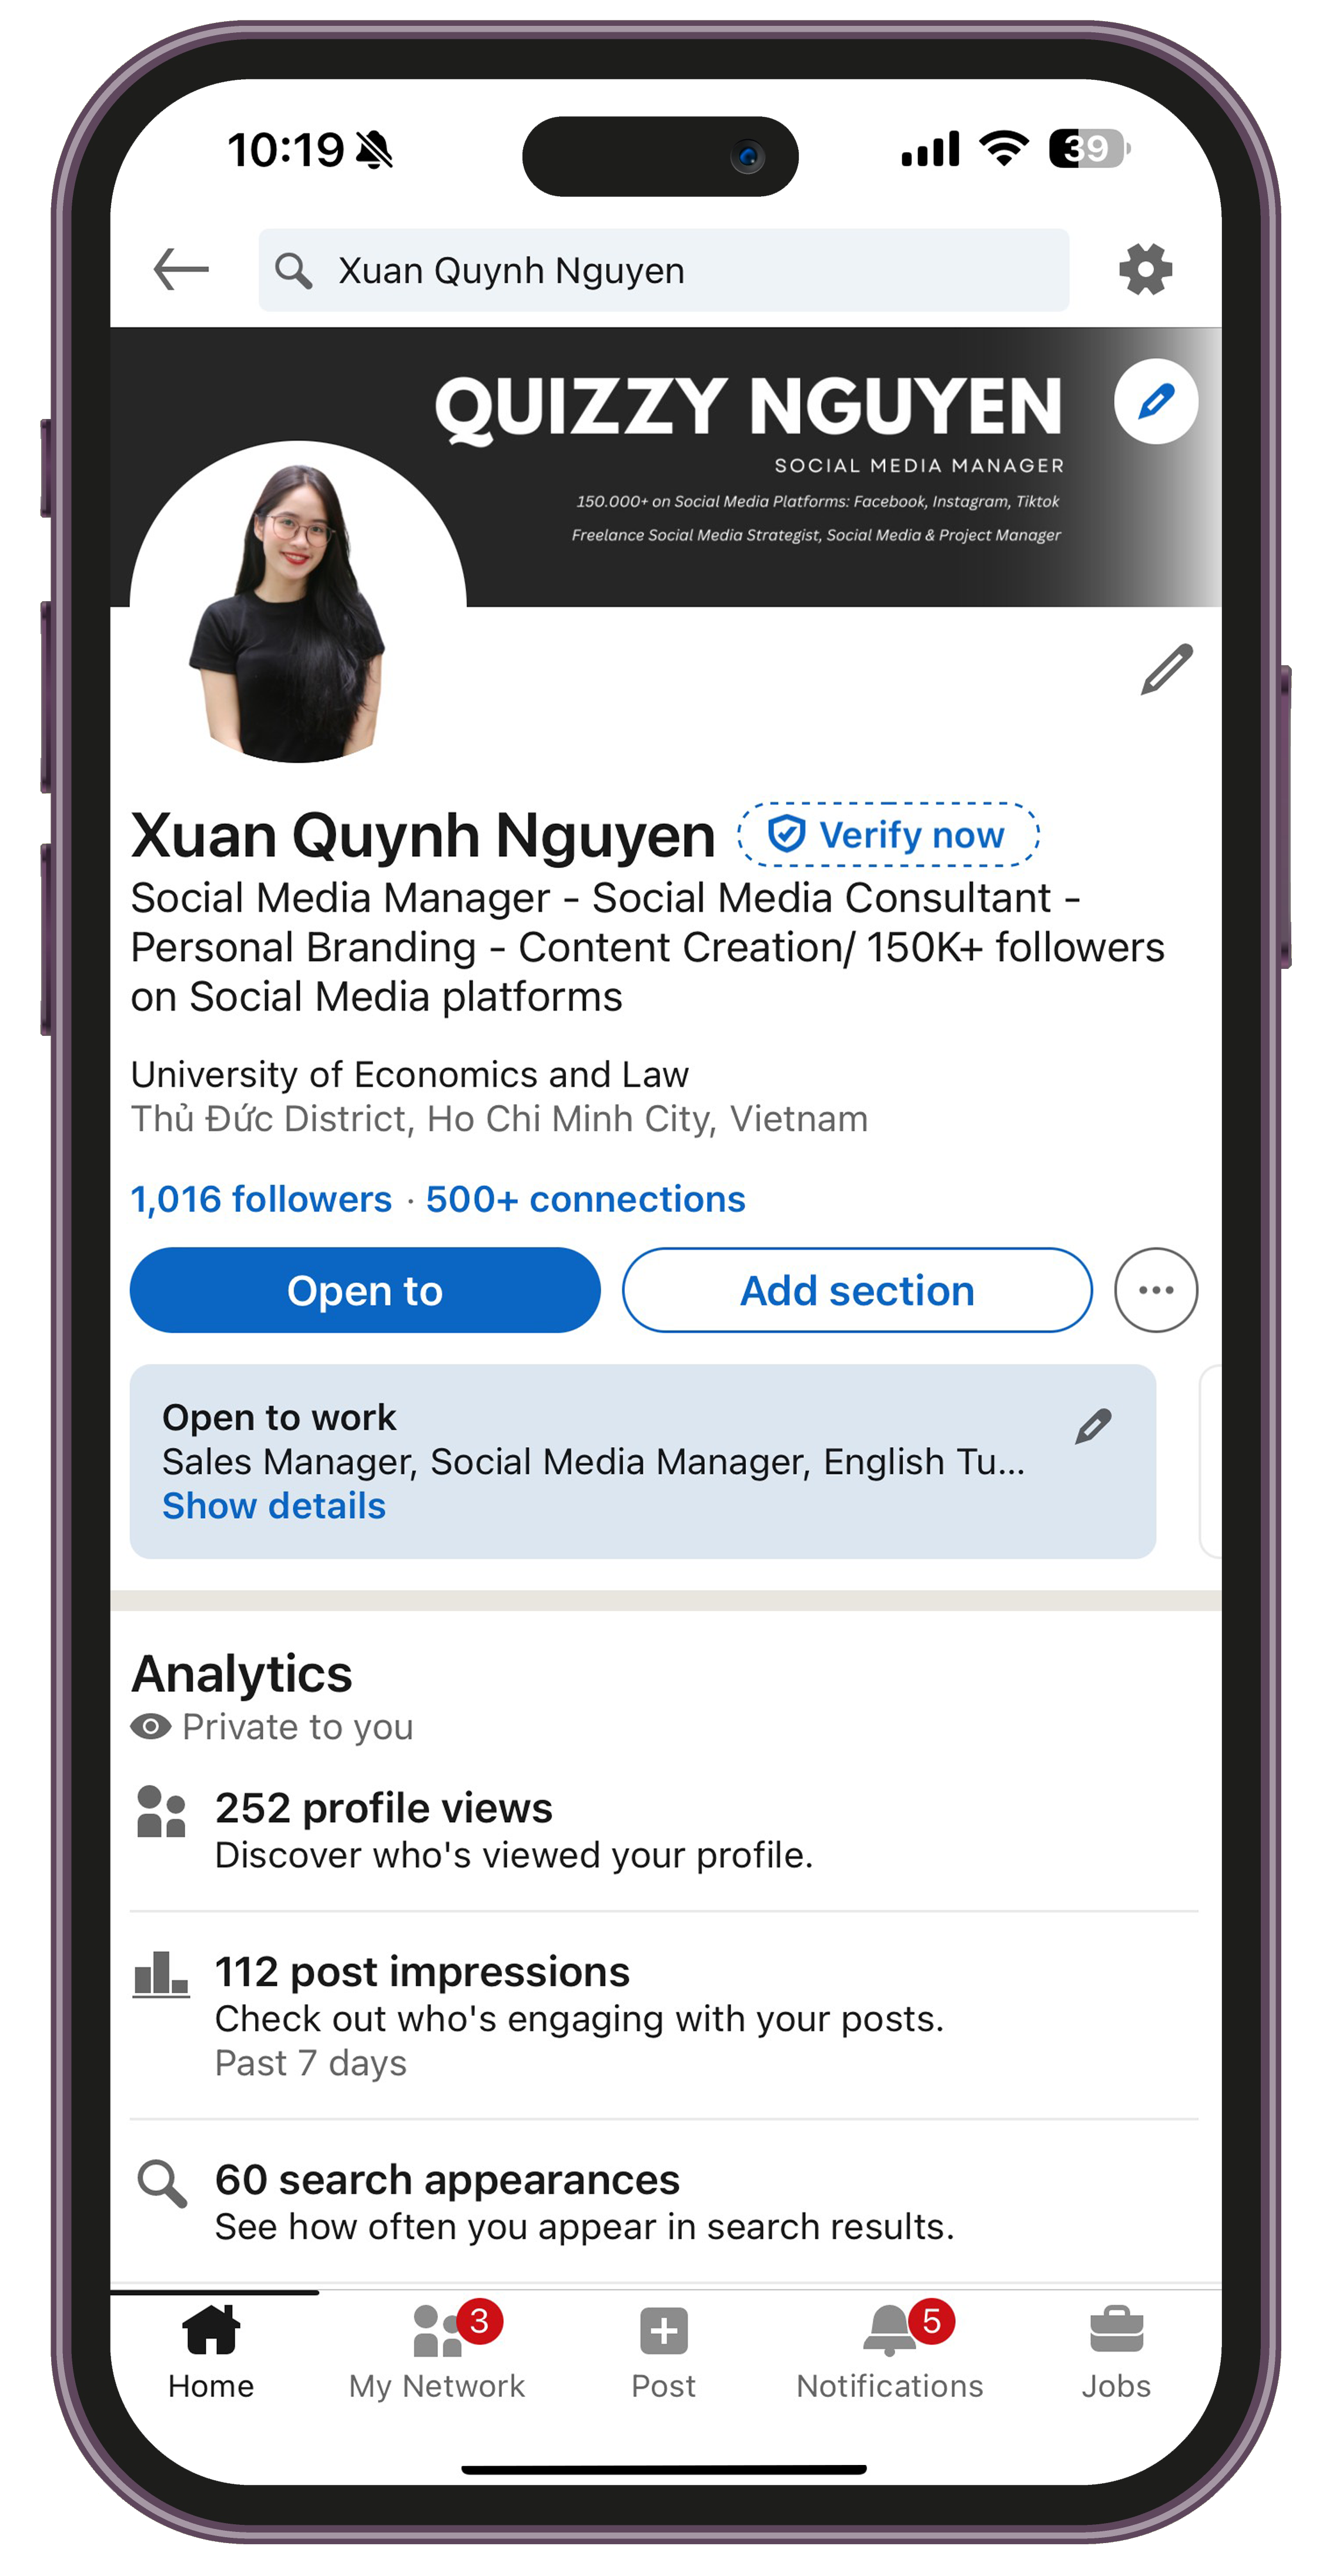 10:19
39
Xuan Quynh Nguyen
QUIZZY NGUYEN
SOCIAL MEDIA MANAGER
150.000+ on Social Media Platforms: Facebook, Instagram, Tiktok
Freelance Social Media Strategist, Social Media & Project Manager
Xuan Quynh Nguyen
Verify now
Social Media Manager - Social Media Consultant -
Personal Branding - Content Creation/ 150K+ followers
on Social Media platforms
University of Economics and Law
Thủ Đức District, Ho Chi Minh City, Vietnam
1,016 followers · 500+ connections
Open to
Add section
Open to work
Sales Manager, Social Media Manager, English Tu...
Show details
Analytics
Private to you
252 profile views
Discover who's viewed your profile.
112 post impressions
Check out who's engaging with your posts.
Past 7 days
60 search appearances
See how often you appear in search results.
3
5
Home
My Network
Post
Notifications
Jobs